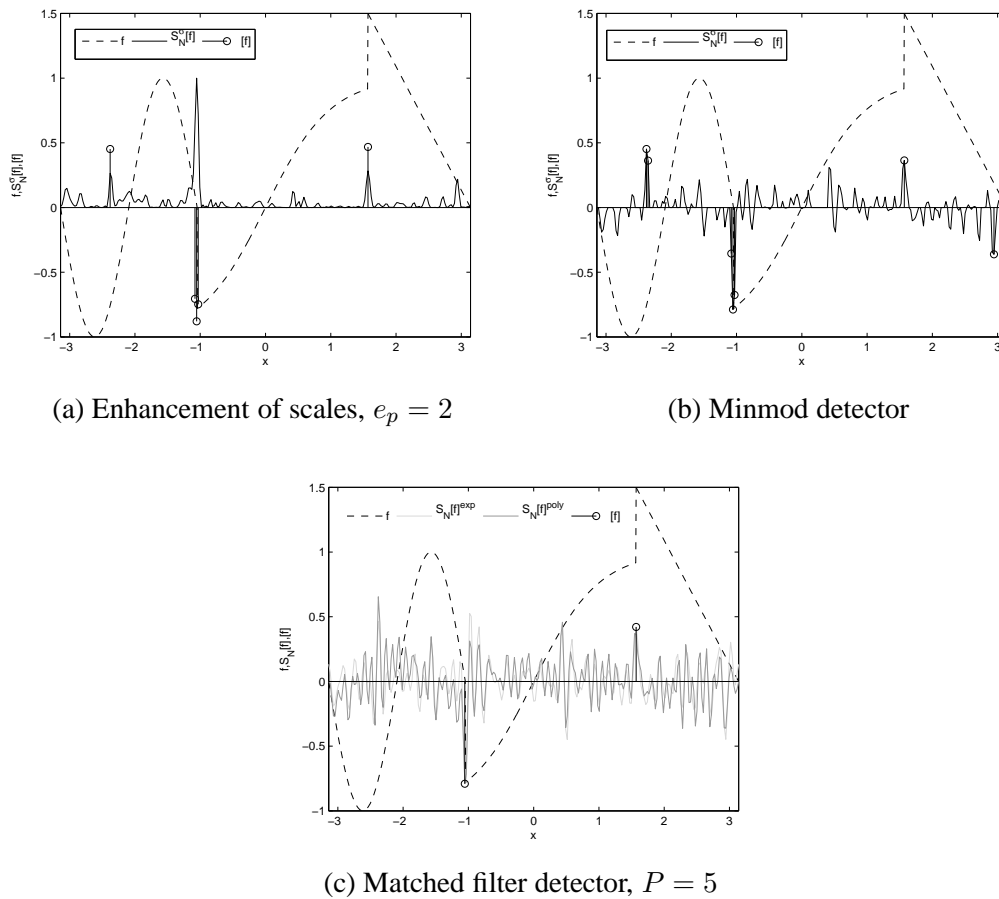 1.5
f
S_N^σ[f]
[f]
1
0.5
0
−0.5
−1
f,S_N^σ[f],[f]
−3 −2 −1 0 1 2 3
x
(a) Enhancement of scales, e_p = 2
1.5
f
S_N^σ[f]
[f]
1
0.5
0
−0.5
−1
f,S_N^σ[f],[f]
−3 −2 −1 0 1 2 3
x
(b) Minmod detector
1.5
f
S_N[f]^exp
S_N[f]^poly
[f]
1
0.5
0
−0.5
−1
f,S_N[f],[f]
−3 −2 −1 0 1 2 3
x
(c) Matched filter detector, P = 5